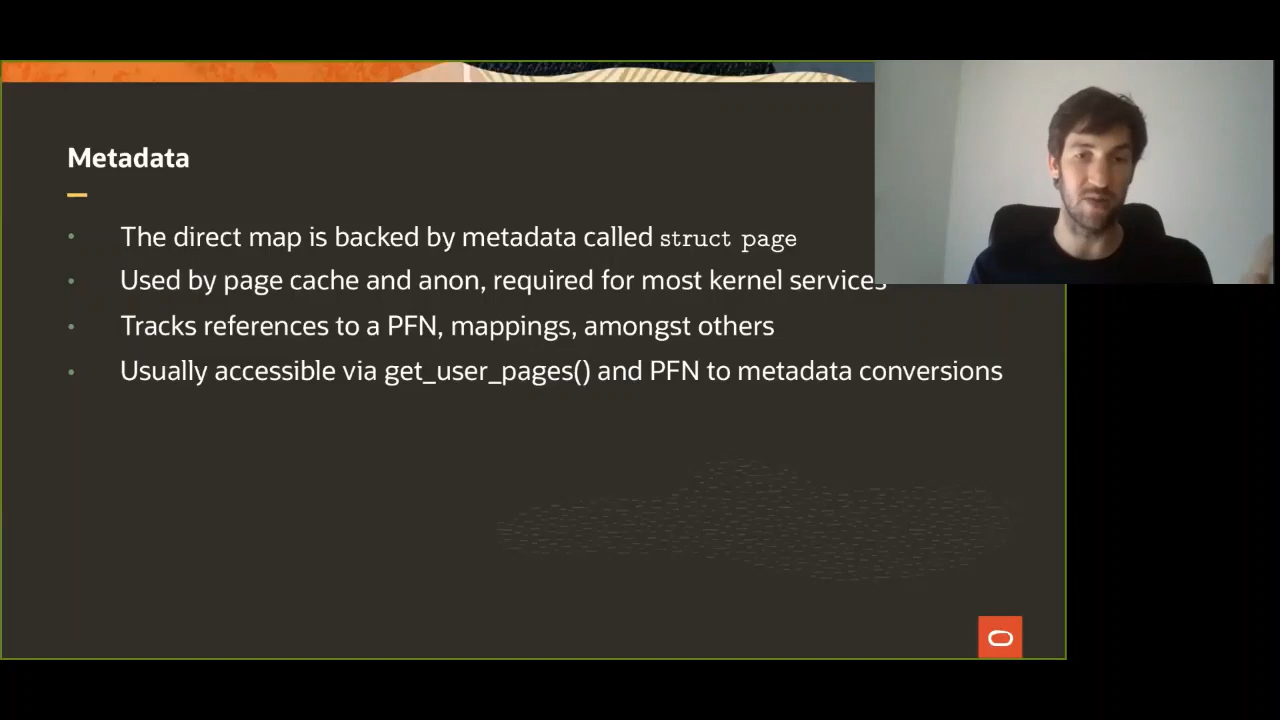 Metadata
The direct map is backed by metadata called struct page
Used by page cache and anon, required for most kernel services
Tracks references to a PFN, mappings, amongst others
Usually accessible via get_user_pages() and PFN to metadata conversions